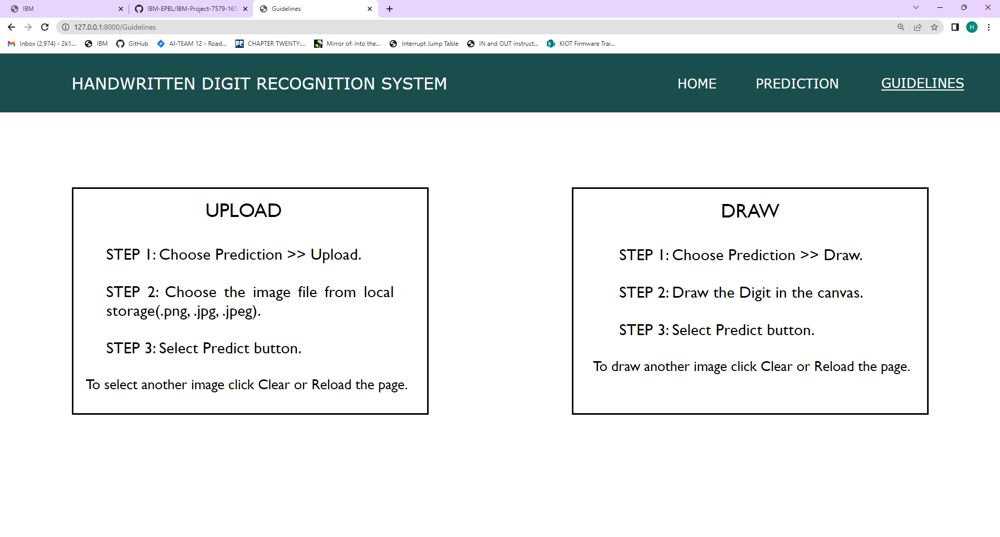 IBM
IBM-EPBL/IBM-Project-7579-165
Guidelines
127.0.0.1:8000/Guidelines
H
Inbox (2,974) - 2k1...
IBM
GitHub
AI-TEAM 12 - Road...
PC
CHAPTER TWENTY:...
Mirror of: Into the...
Interrupt Jump Table
IN and OUT instruct...
S
KIOT Firmware Trai...
HANDWRITTEN DIGIT RECOGNITION SYSTEM
HOME
PREDICTION
GUIDELINES
UPLOAD
STEP 1: Choose Prediction >> Upload.
STEP 2: Choose the image file from local
storage(.png, .jpg, .jpeg).
STEP 3: Select Predict button.
To select another image click Clear or Reload the page.
DRAW
STEP 1: Choose Prediction >> Draw.
STEP 2: Draw the Digit in the canvas.
STEP 3: Select Predict button.
To draw another image click Clear or Reload the page.